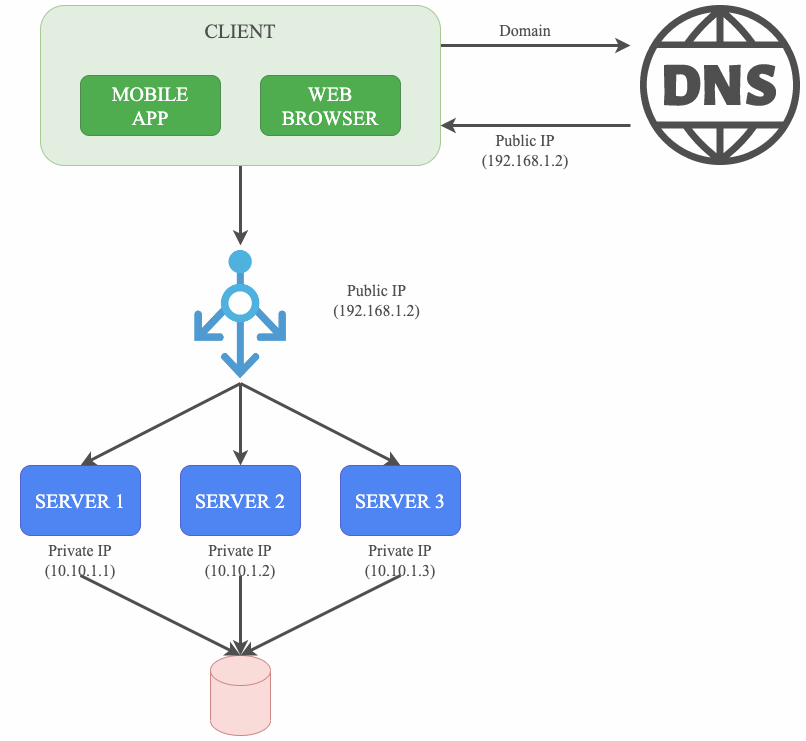 CLIENT
Domain
MOBILE
APP
WEB
BROWSER
DNS
Public IP
(192.168.1.2)
Public IP
(192.168.1.2)
SERVER 1
SERVER 2
SERVER 3
Private IP
(10.10.1.1)
Private IP
(10.10.1.2)
Private IP
(10.10.1.3)